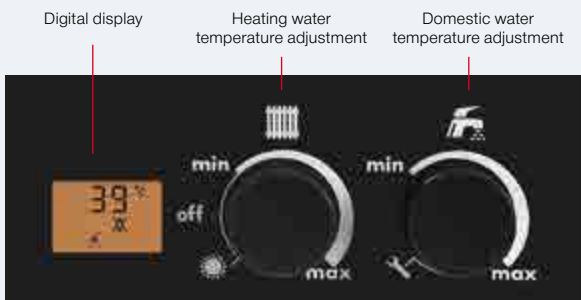 Digital display
Heating water
temperature adjustment
Domestic water
temperature adjustment
39 °C
off
min
max
min
max